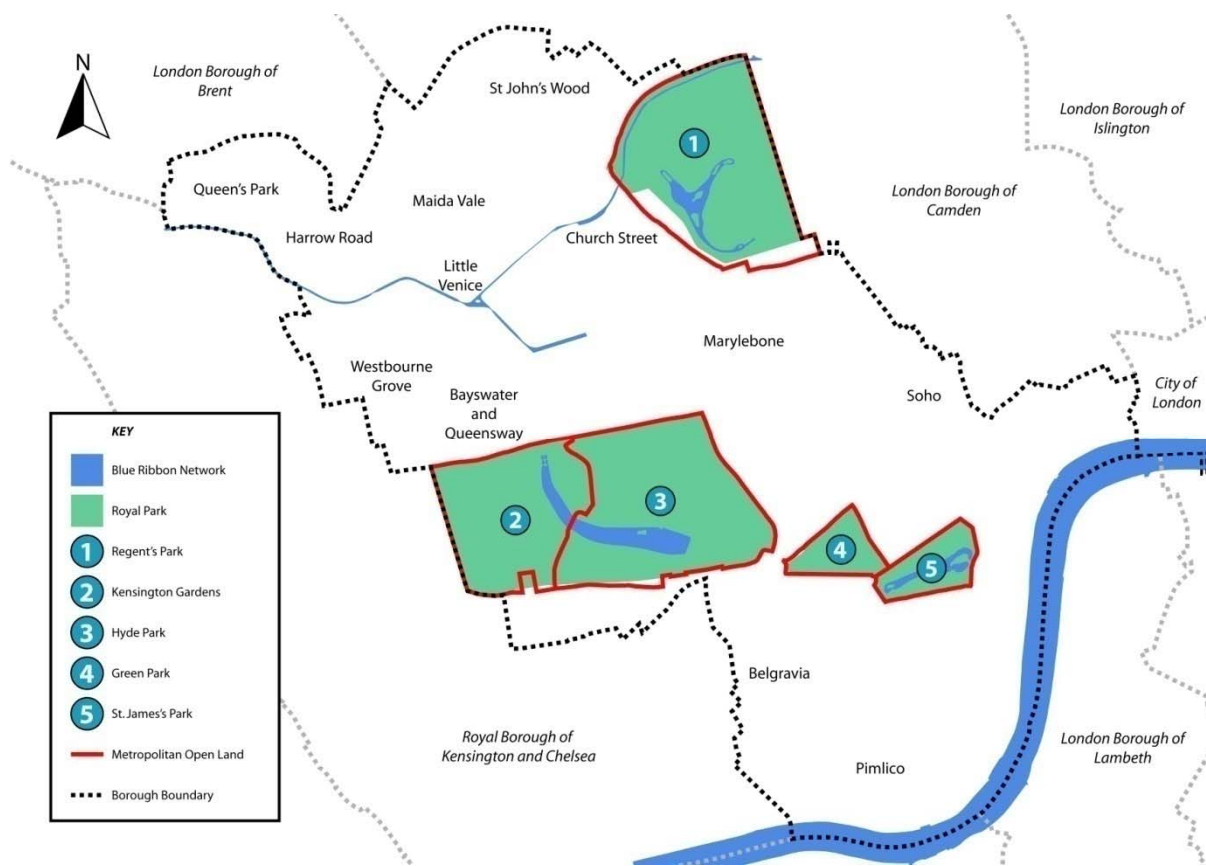 N
London Borough of
Brent
St John's Wood
London Borough of
Islington
1
Queen's Park
London Borough of
Camden
Maida Vale
Harrow Road
Church Street
Little
Venice
Marylebone
Westbourne
Grove
Bayswater
and
Queensway
Soho
City of
London
2
3
4
5
Belgravia
Royal Borough of
Kensington and Chelsea
Pimlico
London Borough of
Lambeth
KEY
Blue Ribbon Network
Royal Park
1 Regent's Park
2 Kensington Gardens
3 Hyde Park
4 Green Park
5 St. James's Park
Metropolitan Open Land
Borough Boundary